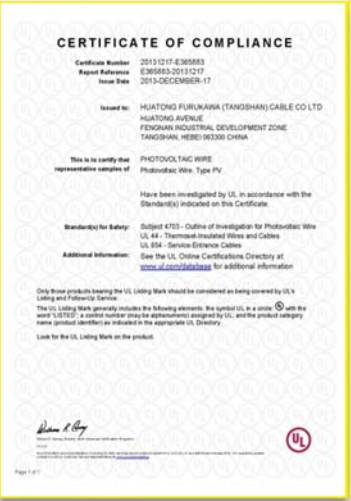 CERTIFICATE OF COMPLIANCE
Certificate Number 20131217-E365883
Report Reference E365883-20131217
Issue Date 2013-DECEMBER-17
Issued to: HUATONG FURUKAWA (TANGSHAN) CABLE CO LTD
HUATONG AVENUE
FENGNAN INDUSTRIAL DEVELOPMENT ZONE
TANGSHAN, HEBEI 063300 CHINA
This is to certify that PHOTOVOLTAIC WIRE
representative samples of Photovoltaic Wire, Type PV
Have been investigated by UL in accordance with the
Standard(s) indicated on this Certificate.
Standard(s) for Safety: Subject 4703 - Outline of Investigation for Photovoltaic Wire
UL 44 - Thermoset-Insulated Wires and Cables
UL 854 - Service-Entrance Cables
Additional Information: See the UL Online Certifications Directory at
www.ul.com/database for additional information
Only those products bearing the UL Listing Mark should be considered as being covered by UL's
Listing and Follow-Up Service.
The UL Listing Mark generally includes the following elements: the symbol UL in a circle: UL with the
word "LISTED"; a control number (may be alphanumeric) assigned by UL; and the product category
name (product identifier) as indicated in the appropriate UL Directory.
Look for the UL Listing Mark on the product.
UL
Page 1 of 1